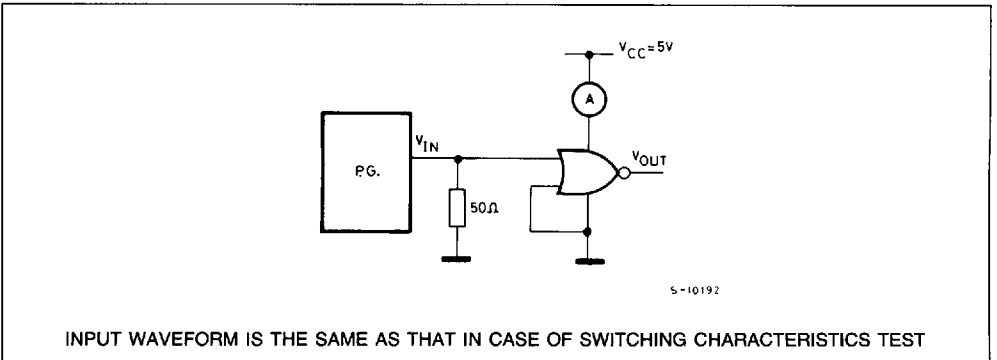 VCC=5V
A
VIN
P.G.
VOUT
50Ω
S-10192
INPUT WAVEFORM IS THE SAME AS THAT IN CASE OF SWITCHING CHARACTERISTICS TEST